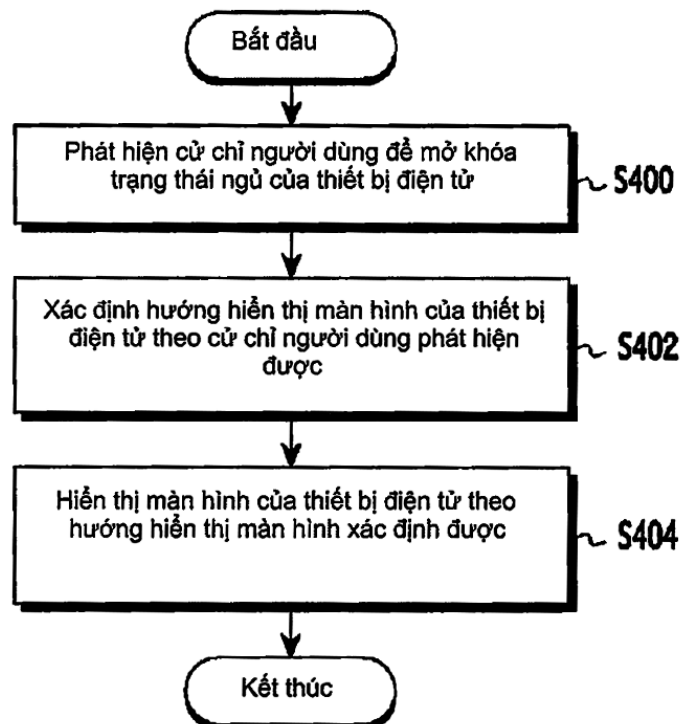 Bắt đầu
Phát hiện cử chỉ người dùng để mở khóa
trạng thái ngủ của thiết bị điện tử
S400
Xác định hướng hiển thị màn hình của thiết bị
điện tử theo cử chỉ người dùng phát hiện
được
S402
Hiển thị màn hình của thiết bị điện tử theo
hướng hiển thị màn hình xác định được
S404
Kết thúc